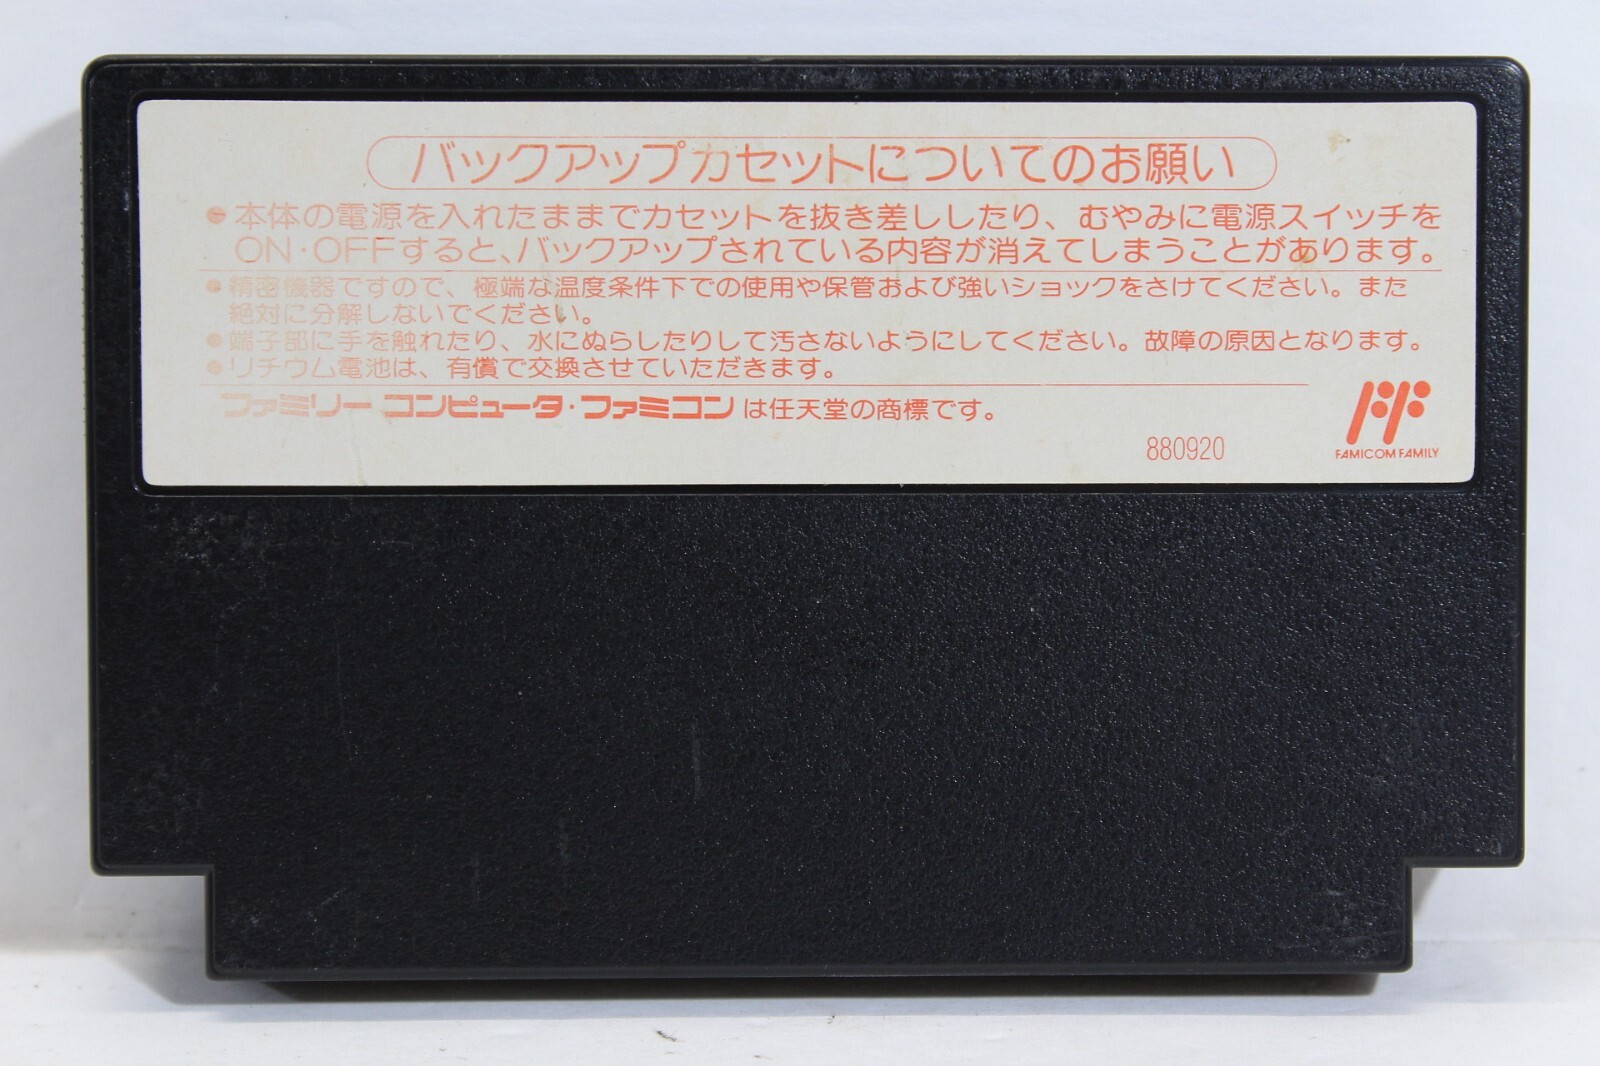 バックアップカセットについてのお願い
●本体の電源を入れたままでカセットを抜き差ししたり、むやみに電源スイッチを
ON・OFFすると、バックアップされている内容が消えてしまうことがあります。
●精密機器ですので、極端な温度条件下での使用や保管および強いショックをさけてください。また
絶対に分解しないでください。
●端子部に手を触れたり、水にぬらしたりして汚さないようにしてください。故障の原因となります。
●リチウム電池は、有償で交換させていただきます。
ファミリー コンピュータ・ファミコンは任天堂の商標です。
880920
FAMICOM FAMILY